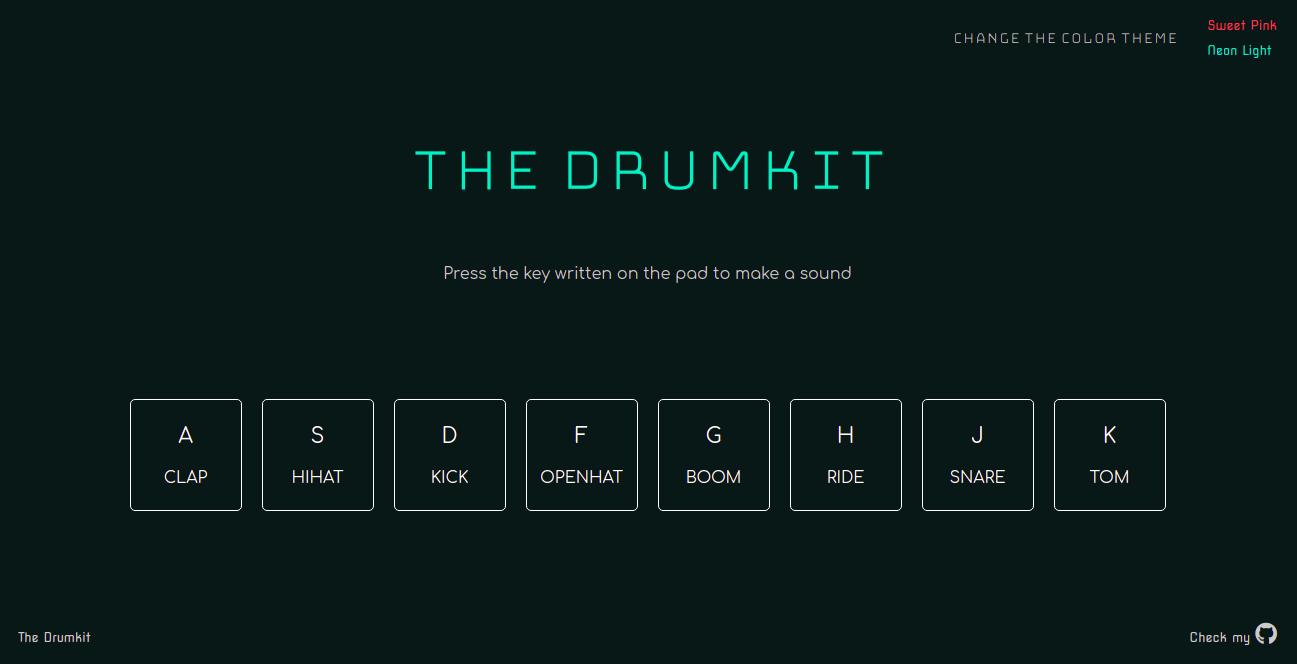 Sweet Pink
CHANGE THE COLOR THEME
Neon Light
THE DRUMKIT
Press the key written on the pad to make a sound
A S D F G H J K
CLAP HIHAT KICK OPENHAT BOOM RIDE SNARE TOM
The Drumkit
Check my